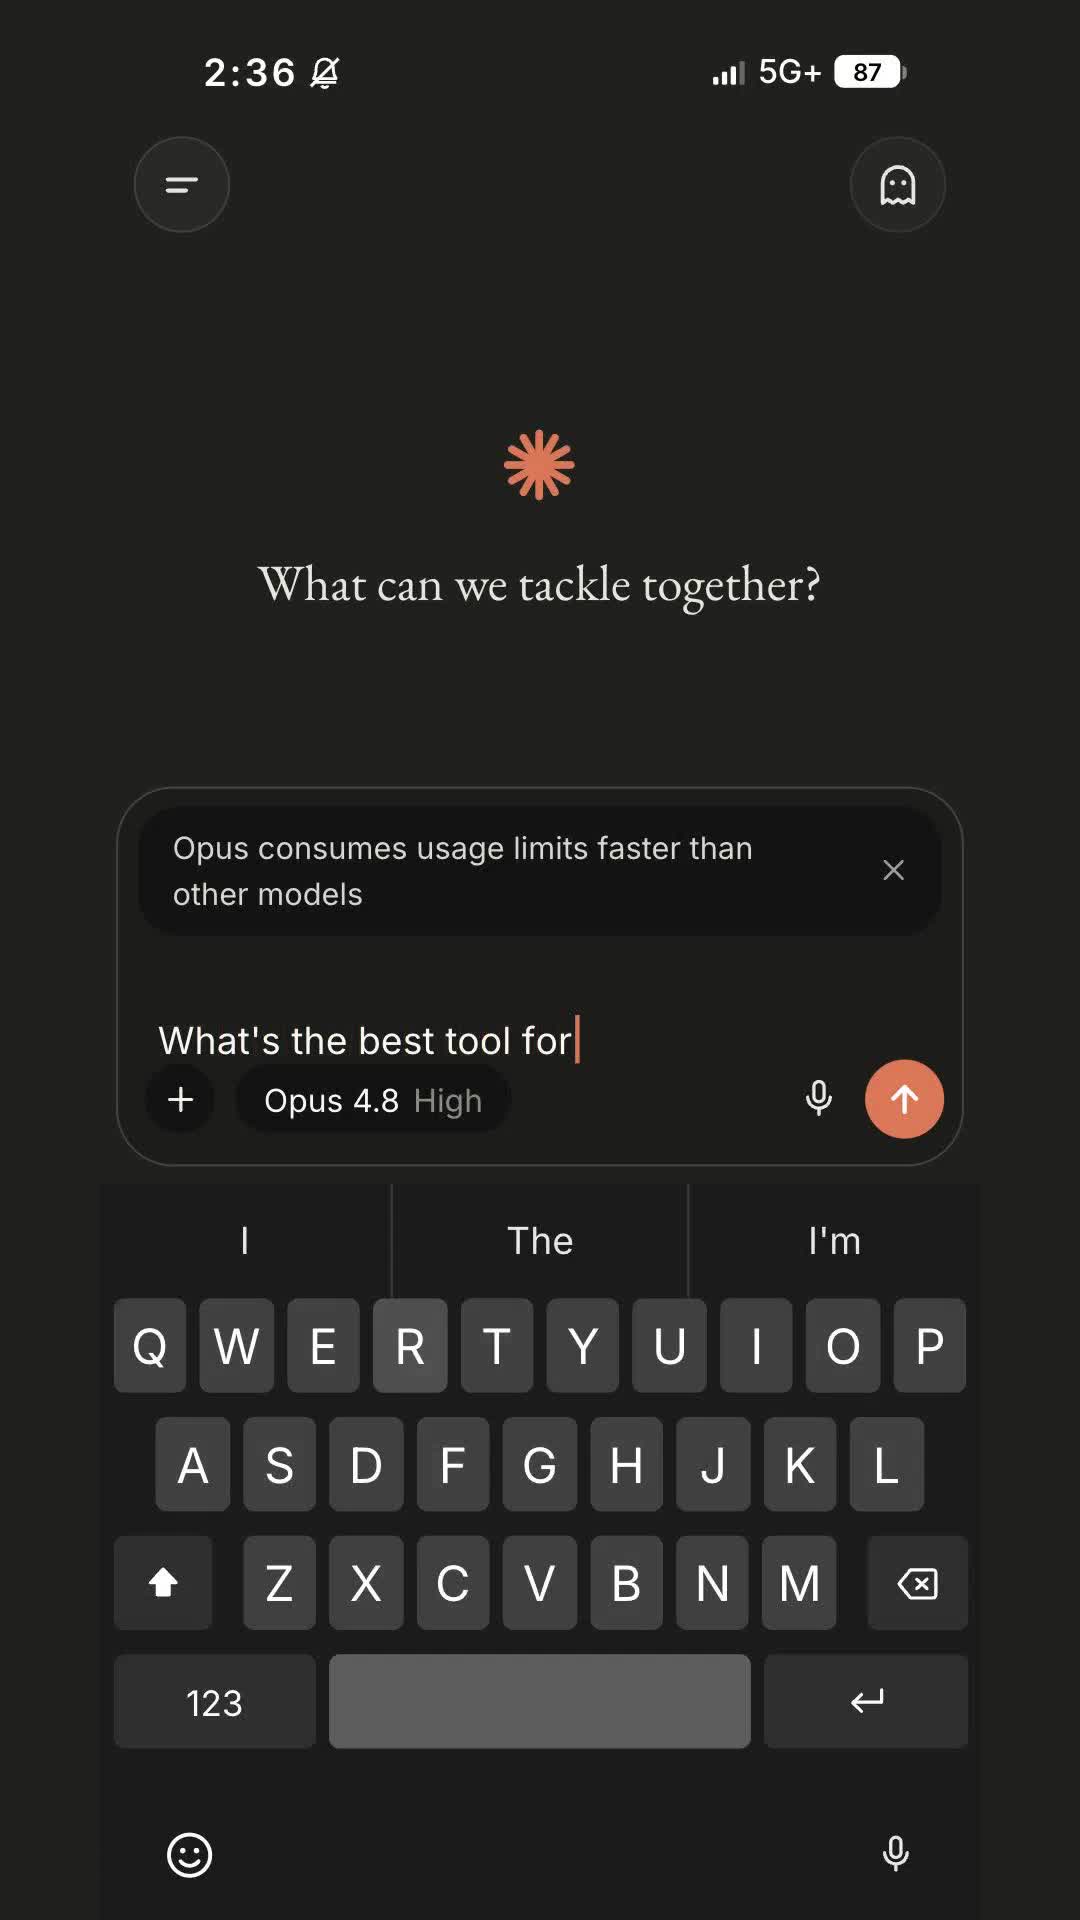 2:36
5G+
87
What can we tackle together?
Opus consumes usage limits faster than
other models
What's the best tool for
Opus 4.8 High
I The I'm
Q W E R T Y U I O P
A S D F G H J K L
Z X C V B N M
123